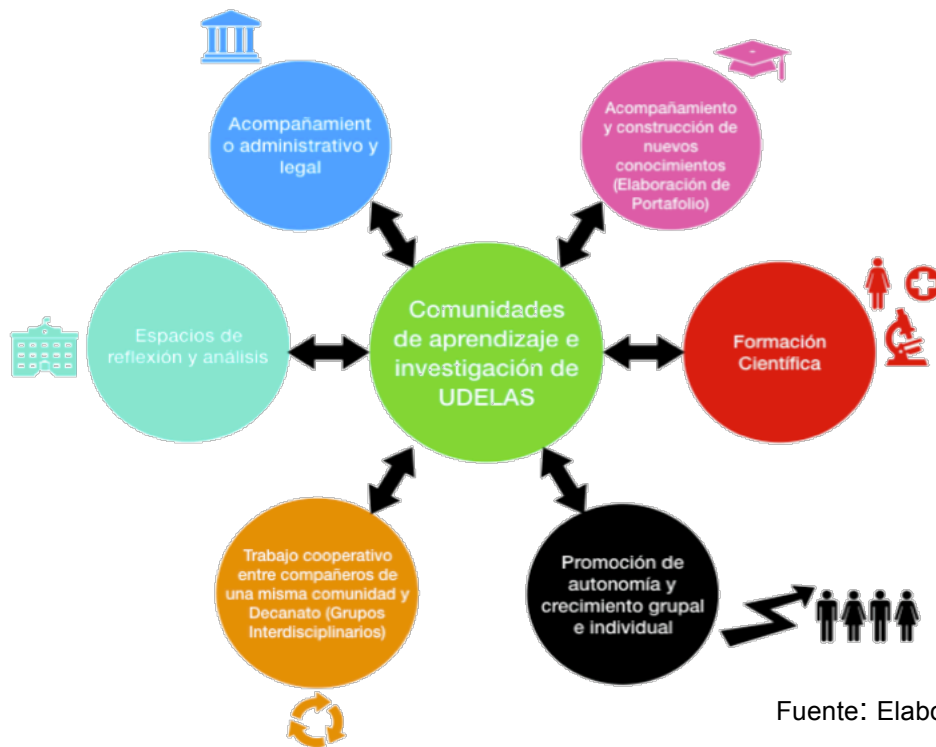 Acompañamient
o administrativo y
legal
Acompañamiento
y construcción de
nuevos
conocimientos
(Elaboración de
Portafolio)
Espacios de
reflexión y análisis
Comunidades
de aprendizaje e
investigación de
UDELAS
Formación
Científica
Trabajo cooperativo
entre compañeros de
una misma comunidad y
Decanato (Grupos
Interdisciplinarios)
Promoción de
autonomía y
crecimiento grupal
e individual
Fuente: Elabo